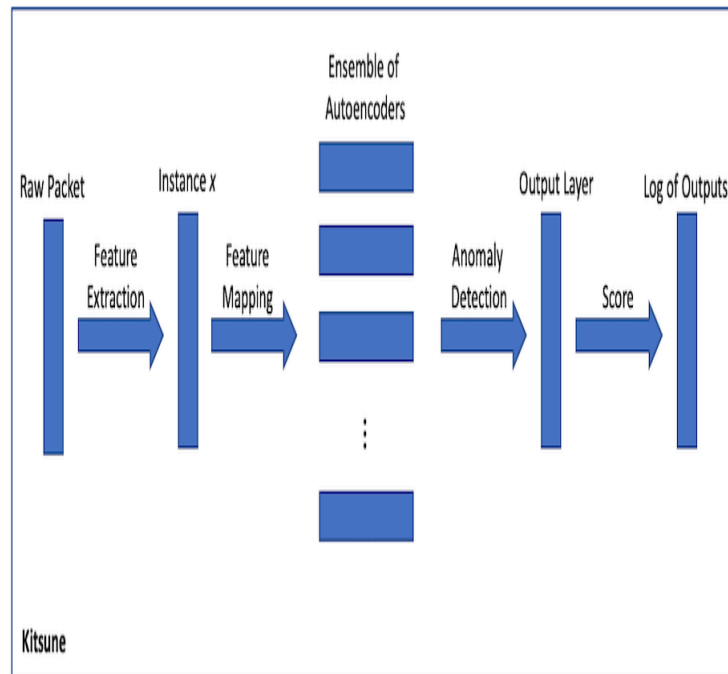 Ensemble of
Autoencoders
Raw Packet
Instance x
Output Layer
Log of Outputs
Feature
Extraction
Feature
Mapping
Anomaly
Detection
Score
⋮
Kitsune